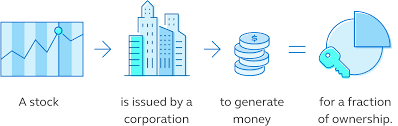 A stock
is issued by a
corporation
to generate
money
for a fraction
of ownership.
$